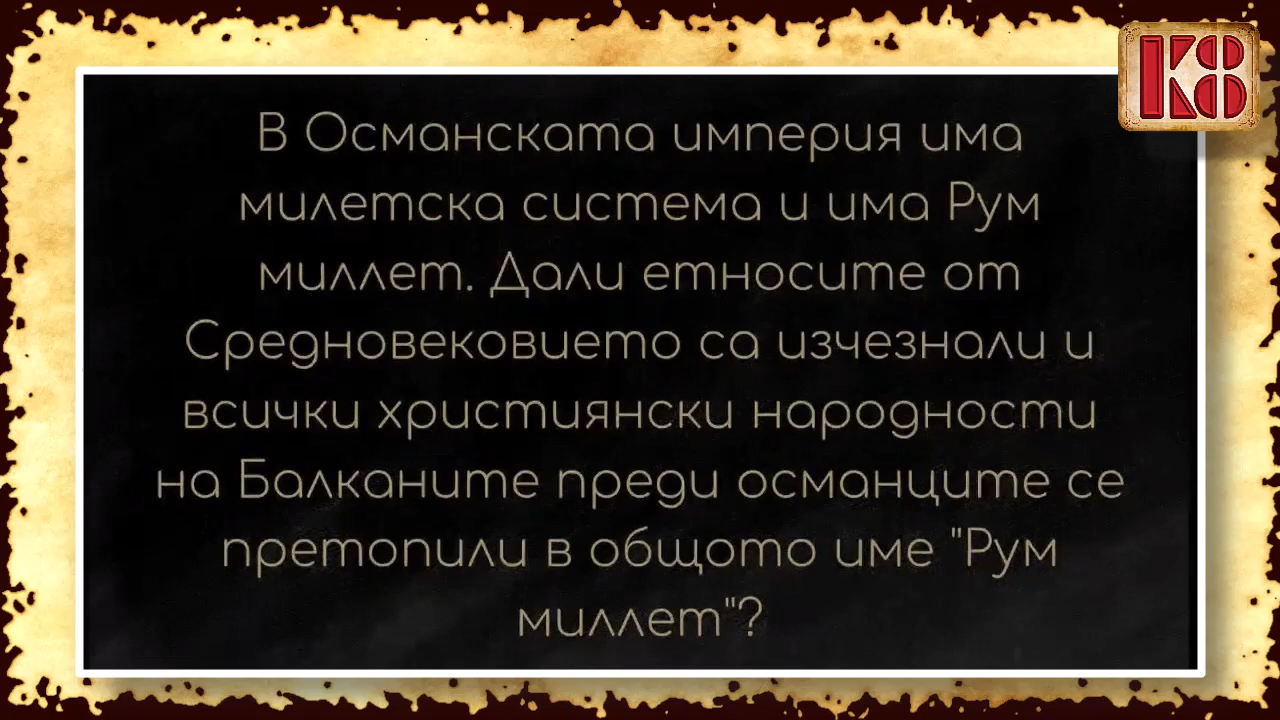 К8
В Османската империя има
милетска система и има Рум
миллет. Дали етносите от
Средновековието са изчезнали и
всички християнски народности
на Балканите преди османците се
претопили в общото име "Рум
миллет"?